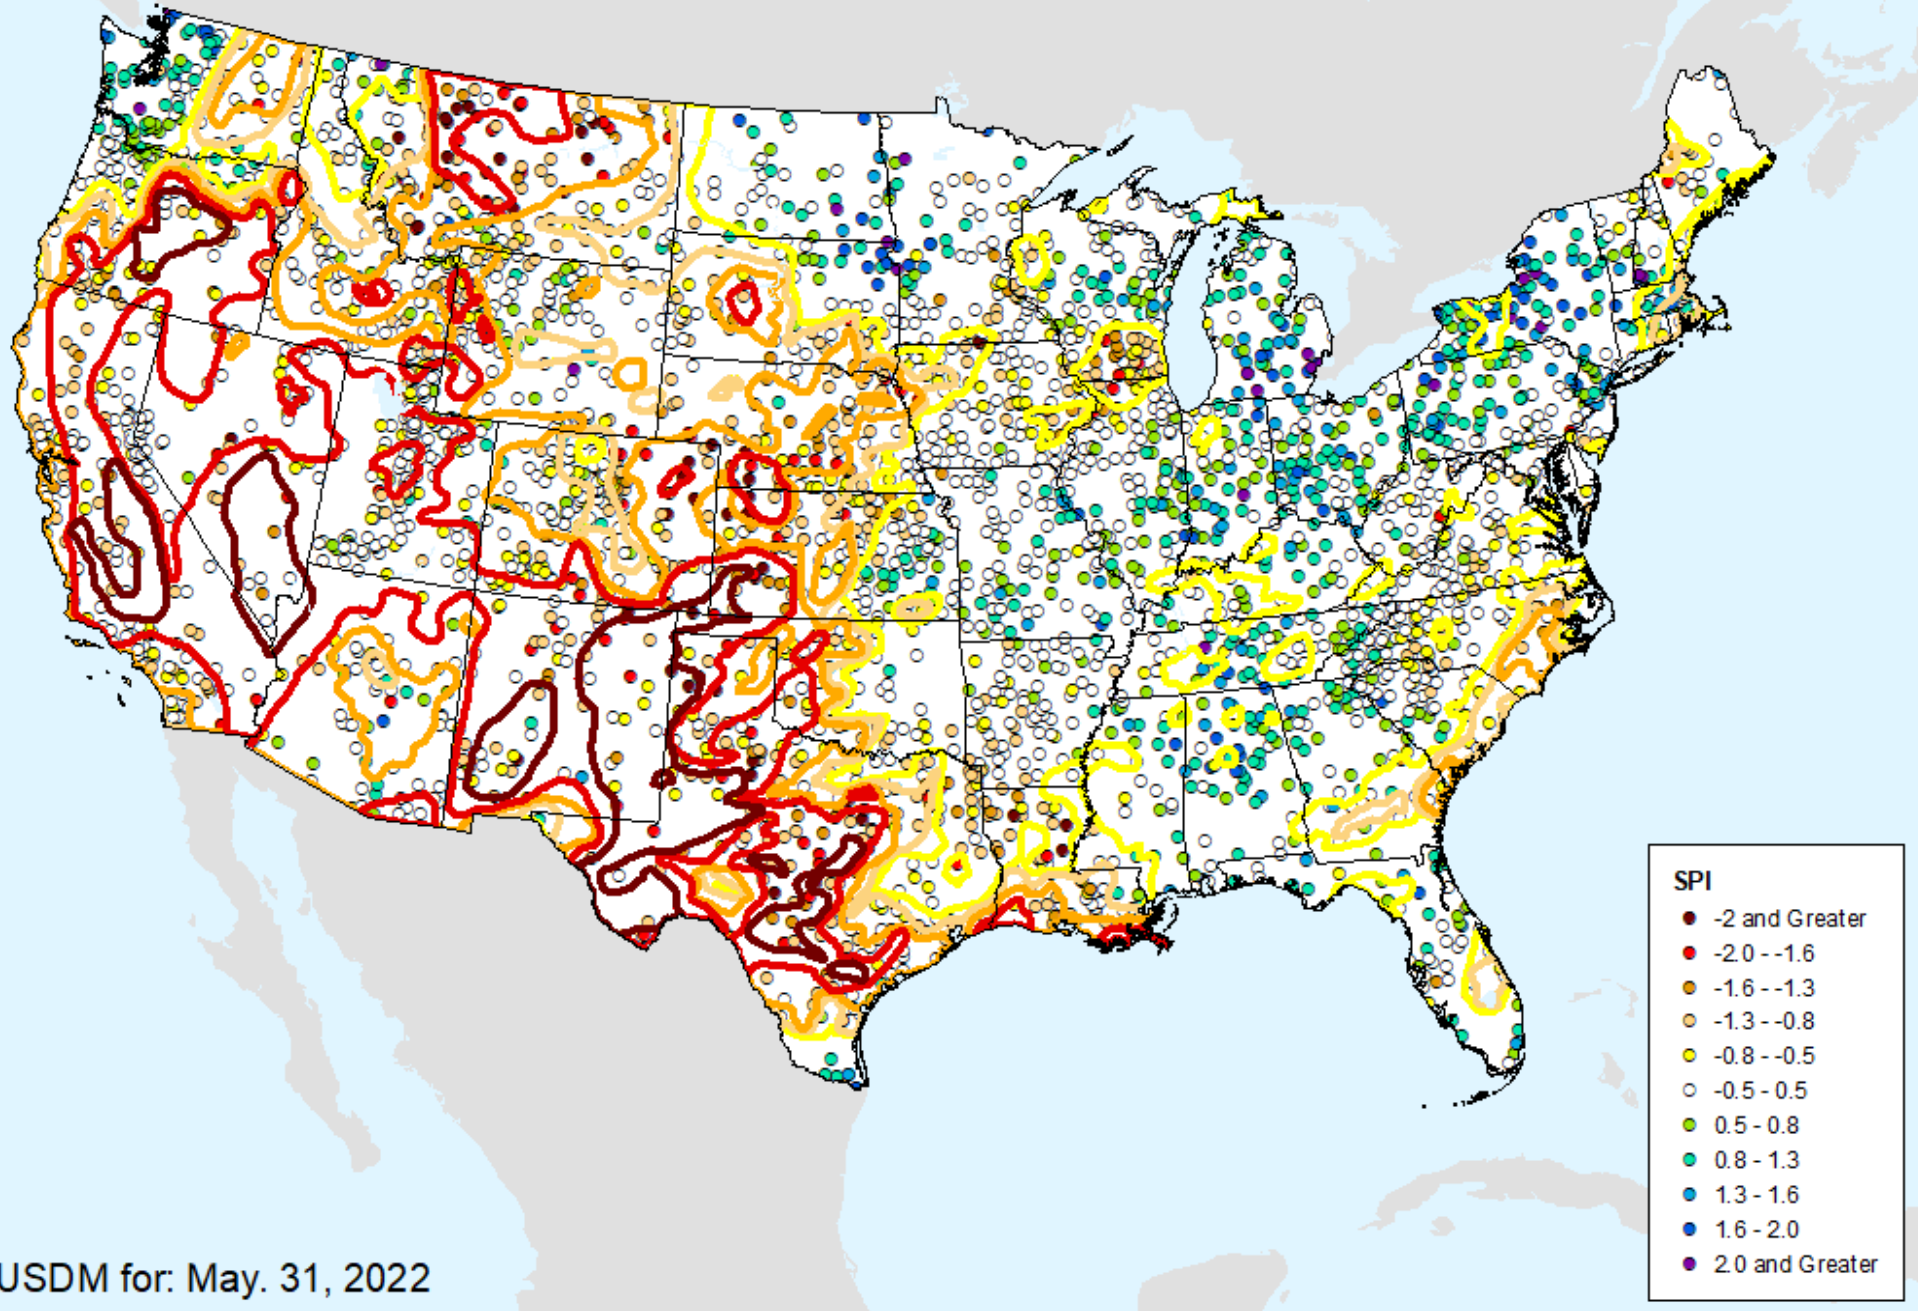 SPI
-2 and Greater
-2.0 - -1.6
-1.6 - -1.3
-1.3 - -0.8
-0.8 - -0.5
-0.5 - 0.5
0.5 - 0.8
0.8 - 1.3
1.3 - 1.6
1.6 - 2.0
2.0 and Greater
USDM for: May. 31, 2022